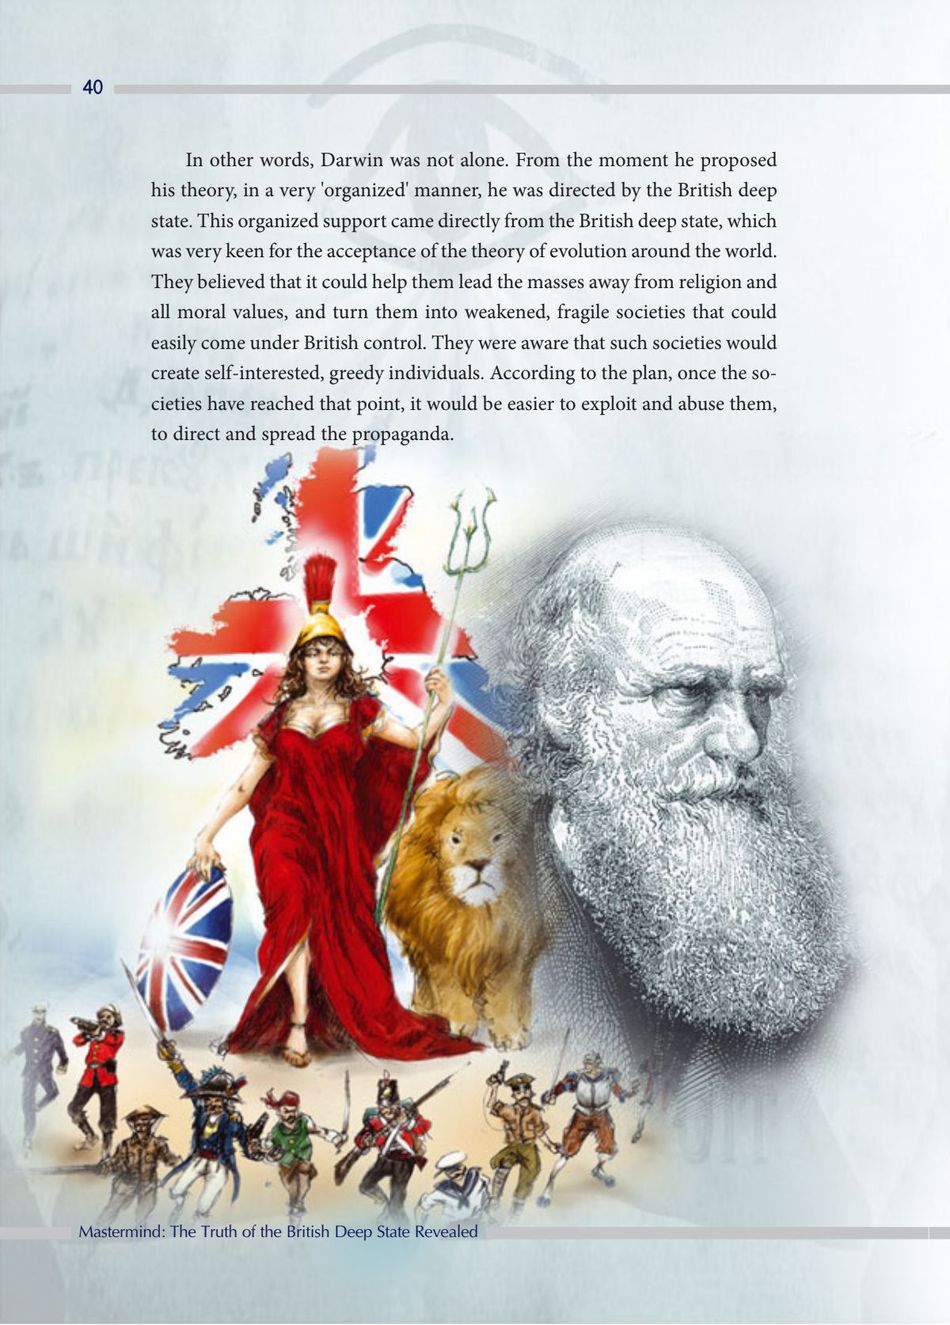 40
In other words, Darwin was not alone. From the moment he proposed
his theory, in a very 'organized' manner, he was directed by the British deep
state. This organized support came directly from the British deep state, which
was very keen for the acceptance of the theory of evolution around the world.
They believed that it could help them lead the masses away from religion and
all moral values, and turn them into weakened, fragile societies that could
easily come under British control. They were aware that such societies would
create self-interested, greedy individuals. According to the plan, once the so-
cieties have reached that point, it would be easier to exploit and abuse them,
to direct and spread the propaganda.
Mastermind: The Truth of the British Deep State Revealed